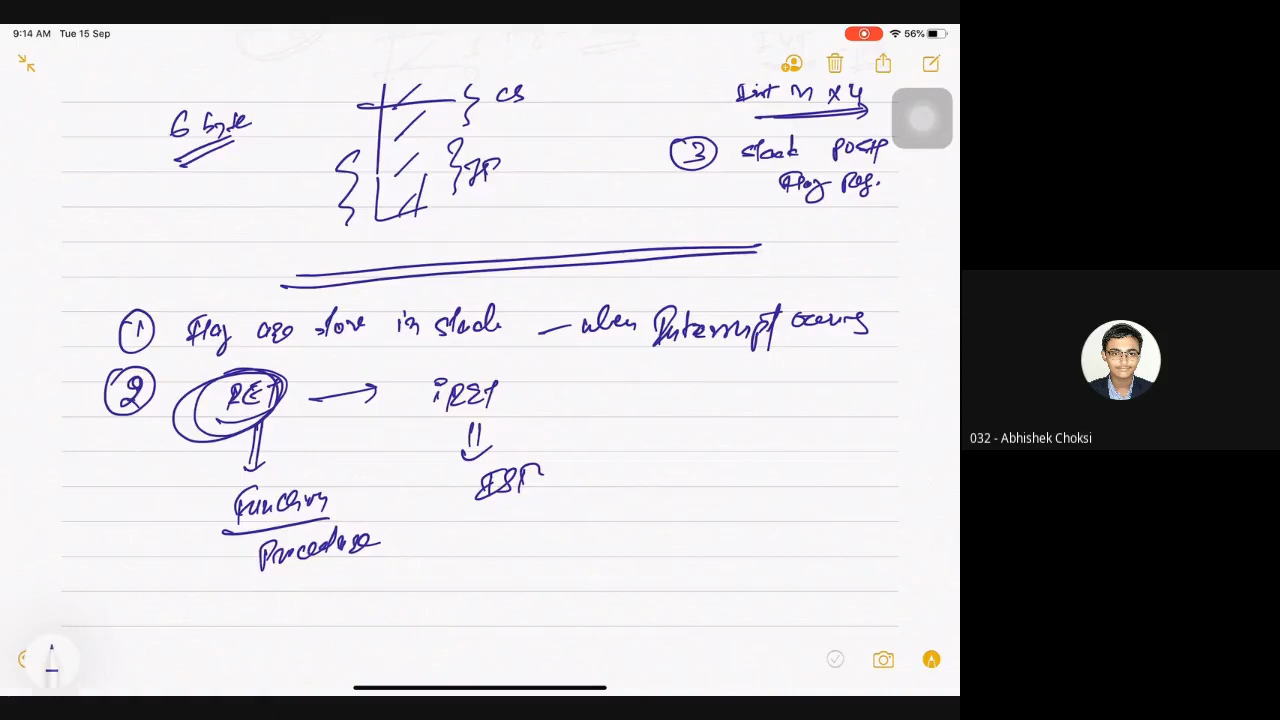 9:14 AM Tue 15 Sep
56%
6 byte
CS
IP
int n x 4
3 stack PUSH
Flag Reg.
1 Flag are store in stack — when Interrupt occurs
2 RET → iRET
ISR
Function
Procedure
032 - Abhishek Choksi